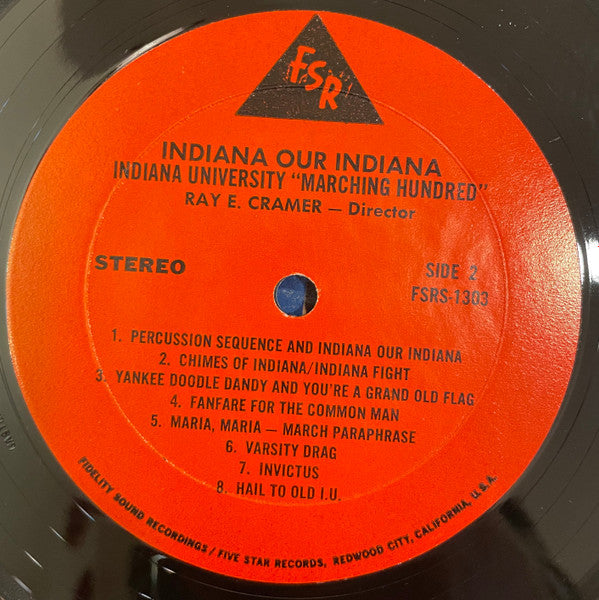 FSR
INDIANA OUR INDIANA
INDIANA UNIVERSITY "MARCHING HUNDRED"
RAY E. CRAMER — Director
STEREO
SIDE 2
FSRS-1303
1. PERCUSSION SEQUENCE AND INDIANA OUR INDIANA
2. CHIMES OF INDIANA/INDIANA FIGHT
3. YANKEE DOODLE DANDY AND YOU'RE A GRAND OLD FLAG
4. FANFARE FOR THE COMMON MAN
5. MARIA, MARIA — MARCH PARAPHRASE
6. VARSITY DRAG
7. INVICTUS
8. HAIL TO OLD I.U.
FIDELITY SOUND RECORDINGS / FIVE STAR RECORDS, REDWOOD CITY, CALIFORNIA, U.S.A.